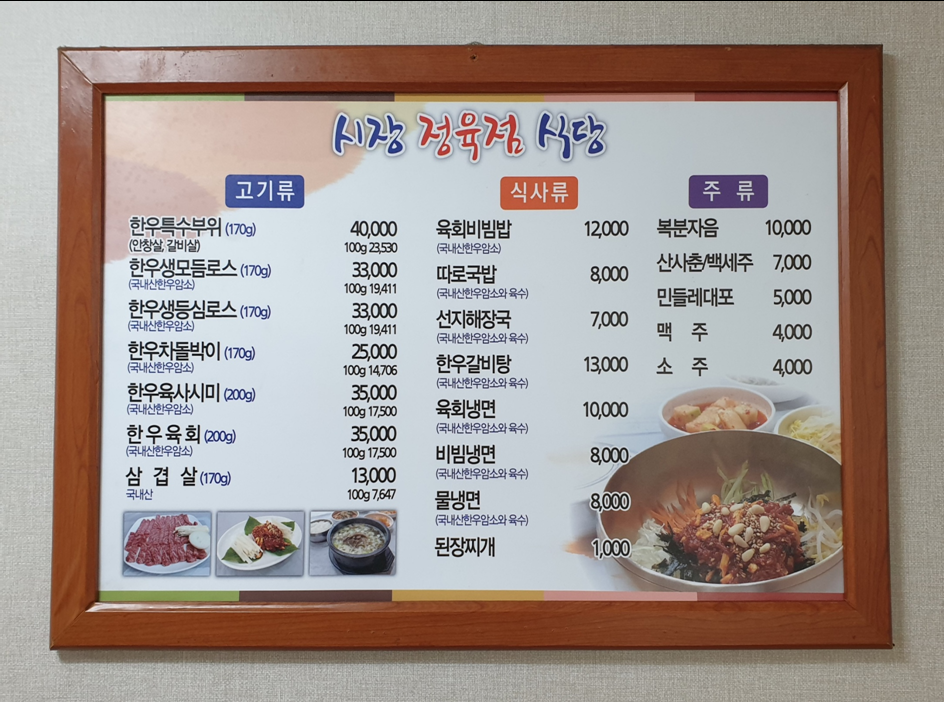 시장 정육점 식당
고기류
한우특수부위 (170g) 40,000
(안창살, 갈비살) 100g 23,530
한우생모듬로스 (170g) 33,000
(국내산한우암소) 100g 19,411
한우생등심로스 (170g) 33,000
(국내산한우암소) 100g 19,411
한우차돌박이 (170g) 25,000
(국내산한우암소) 100g 14,706
한우육사시미 (200g) 35,000
(국내산한우암소) 100g 17,500
한우육회 (200g) 35,000
(국내산한우암소) 100g 17,500
삼 겹 살 (170g) 13,000
국내산 100g 7,647
식사류
육회비빔밥 12,000
(국내산한우암소)
따로국밥 8,000
(국내산한우암소와 육수)
선지해장국 7,000
(국내산한우암소와 육수)
한우갈비탕 13,000
(국내산한우암소와 육수)
육회냉면 10,000
(국내산한우암소와 육수)
비빔냉면 8,000
(국내산한우암소와 육수)
물냉면 8,000
(국내산한우암소와 육수)
된장찌개 1,000
주 류
복분자음 10,000
산사춘/백세주 7,000
민들레대포 5,000
맥 주 4,000
소 주 4,000